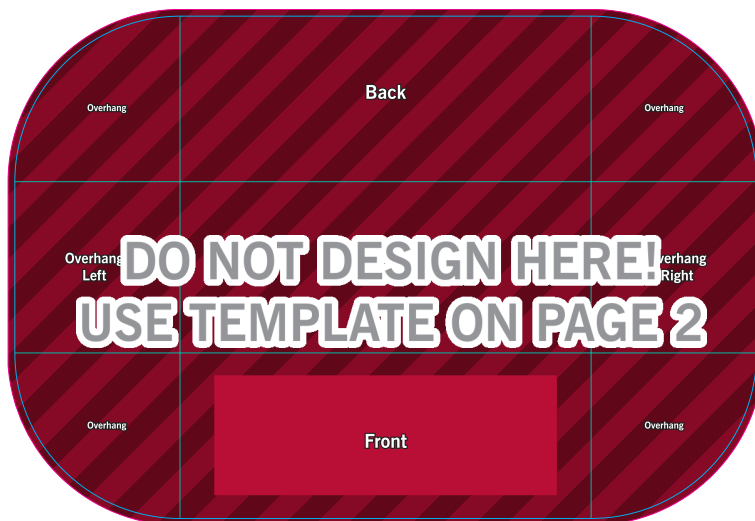 Back
Overhang
Overhang
Overhang
Left
DO NOT DESIGN HERE!
verhang
Right
USE TEMPLATE ON PAGE 2
Overhang
Front
Overhang